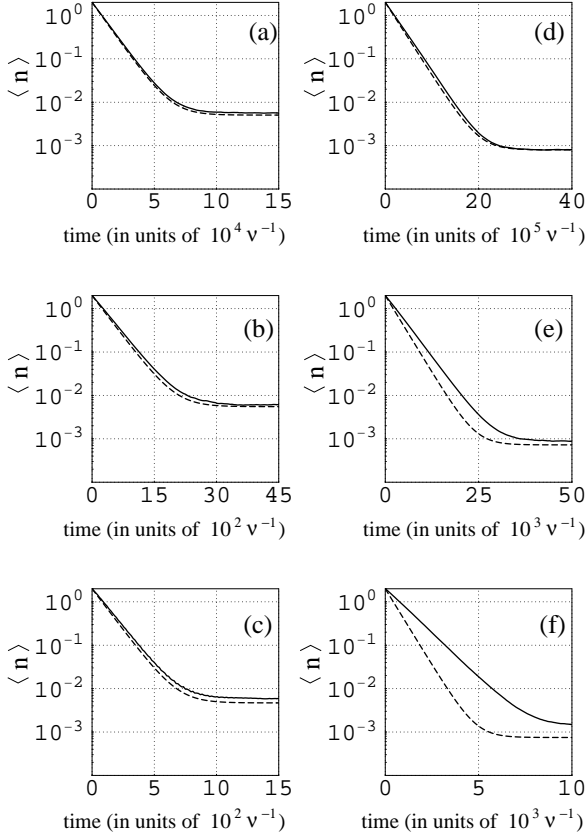 (a)
⟨ n ⟩
10^0
10^-1
10^-2
10^-3
0 5 10 15
time (in units of 10^4 ν^-1)
(d)
⟨ n ⟩
10^0
10^-1
10^-2
10^-3
0 20 40
time (in units of 10^5 ν^-1)
(b)
⟨ n ⟩
10^0
10^-1
10^-2
10^-3
0 15 30 45
time (in units of 10^2 ν^-1)
(e)
⟨ n ⟩
10^0
10^-1
10^-2
10^-3
0 25 50
time (in units of 10^3 ν^-1)
(c)
⟨ n ⟩
10^0
10^-1
10^-2
10^-3
0 5 10 15
time (in units of 10^2 ν^-1)
(f)
⟨ n ⟩
10^0
10^-1
10^-2
10^-3
0 5 10
time (in units of 10^3 ν^-1)